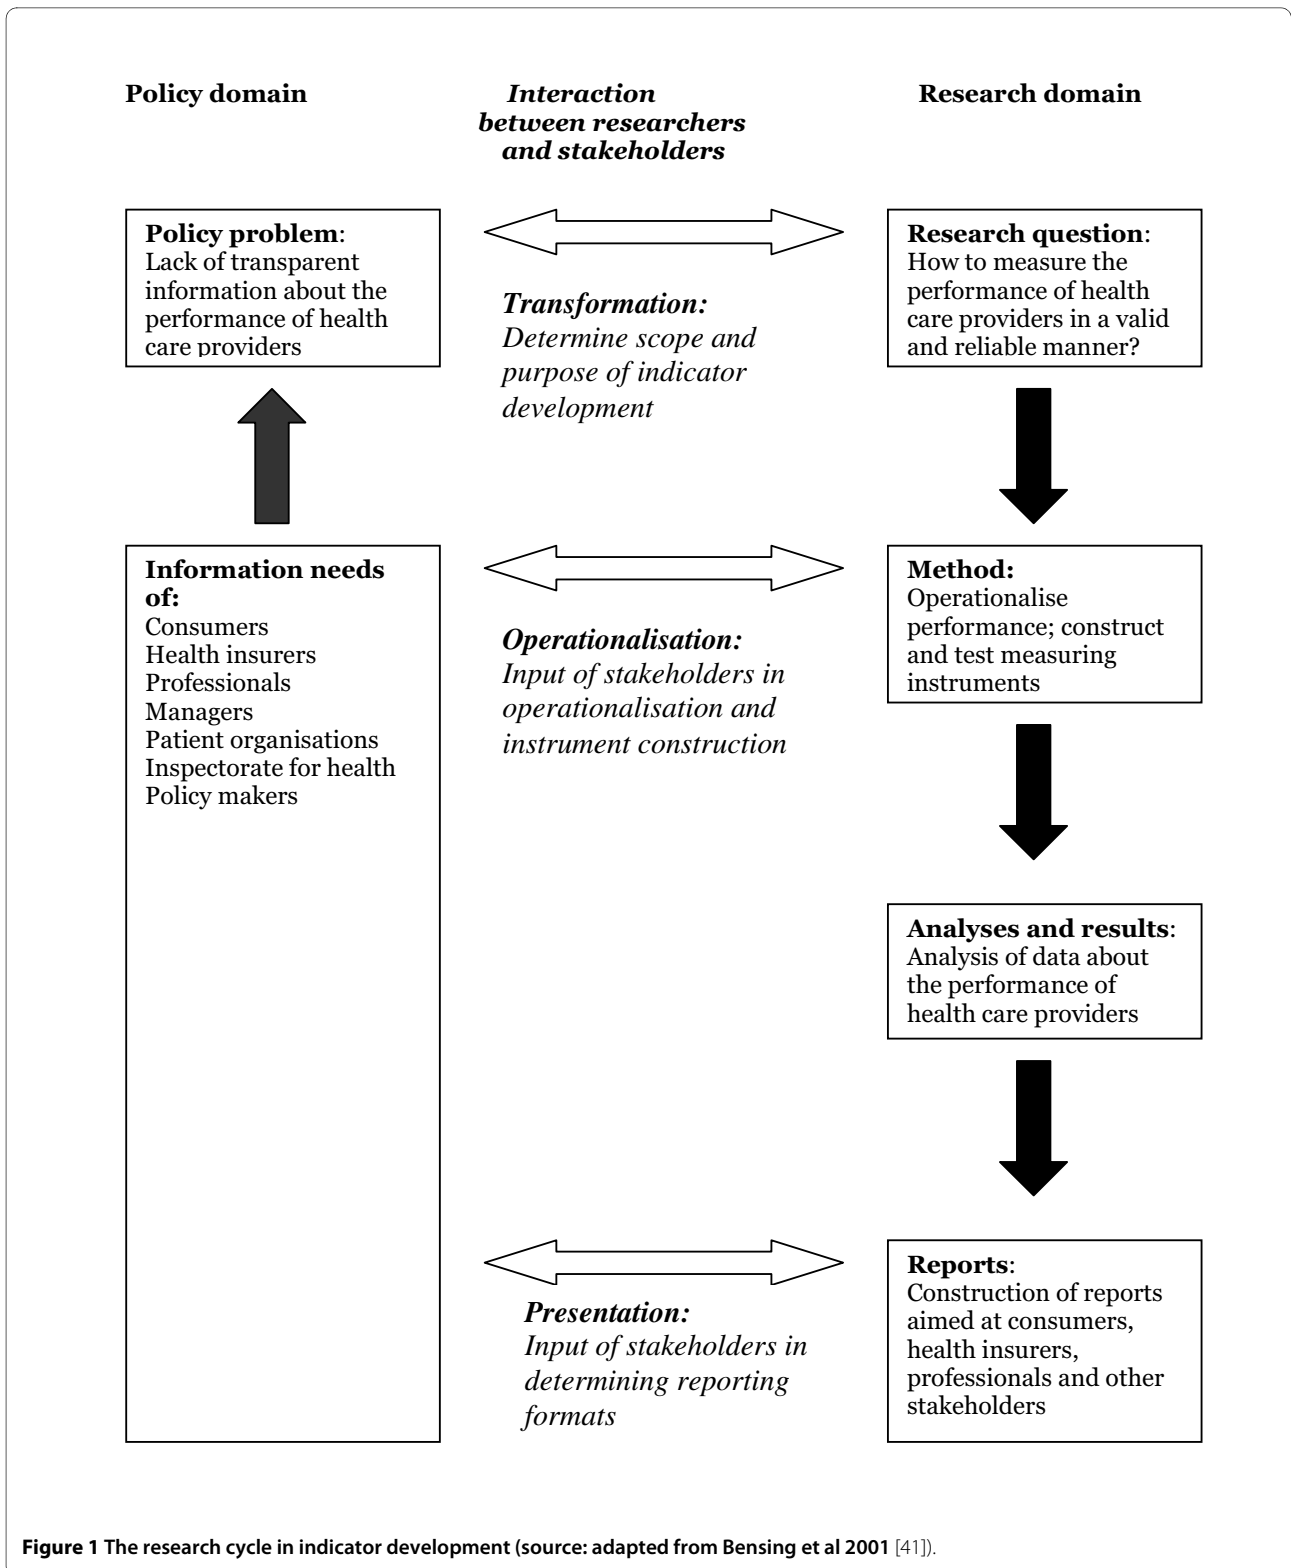 Policy domain
Interaction
between researchers
and stakeholders
Research domain
Policy problem:
Lack of transparent
information about the
performance of health
care providers
Transformation:
Determine scope and
purpose of indicator
development
Research question:
How to measure the
performance of health
care providers in a valid
and reliable manner?
Information needs
of:
Consumers
Health insurers
Professionals
Managers
Patient organisations
Inspectorate for health
Policy makers
Operationalisation:
Input of stakeholders in
operationalisation and
instrument construction
Method:
Operationalise
performance; construct
and test measuring
instruments
Analyses and results:
Analysis of data about
the performance of
health care providers
Presentation:
Input of stakeholders in
determining reporting
formats
Reports:
Construction of reports
aimed at consumers,
health insurers,
professionals and other
stakeholders
Figure 1 The research cycle in indicator development (source: adapted from Bensing et al 2001 [41]).